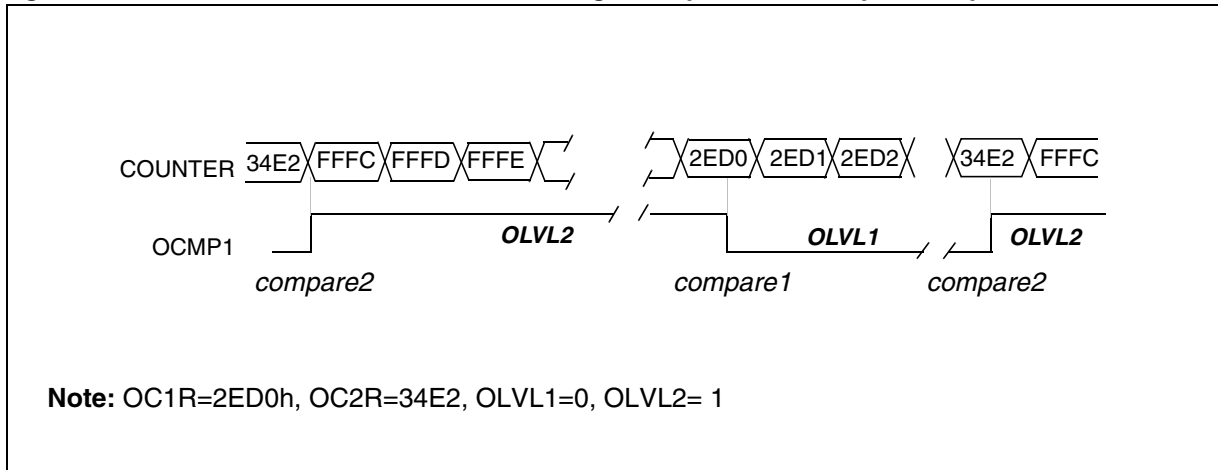 COUNTER 34E2 FFFC FFFD FFFE 2ED0 2ED1 2ED2 34E2 FFFC
OCMP1 OLVL2 OLVL1 OLVL2
compare2 compare1 compare2
Note: OC1R=2ED0h, OC2R=34E2, OLVL1=0, OLVL2= 1